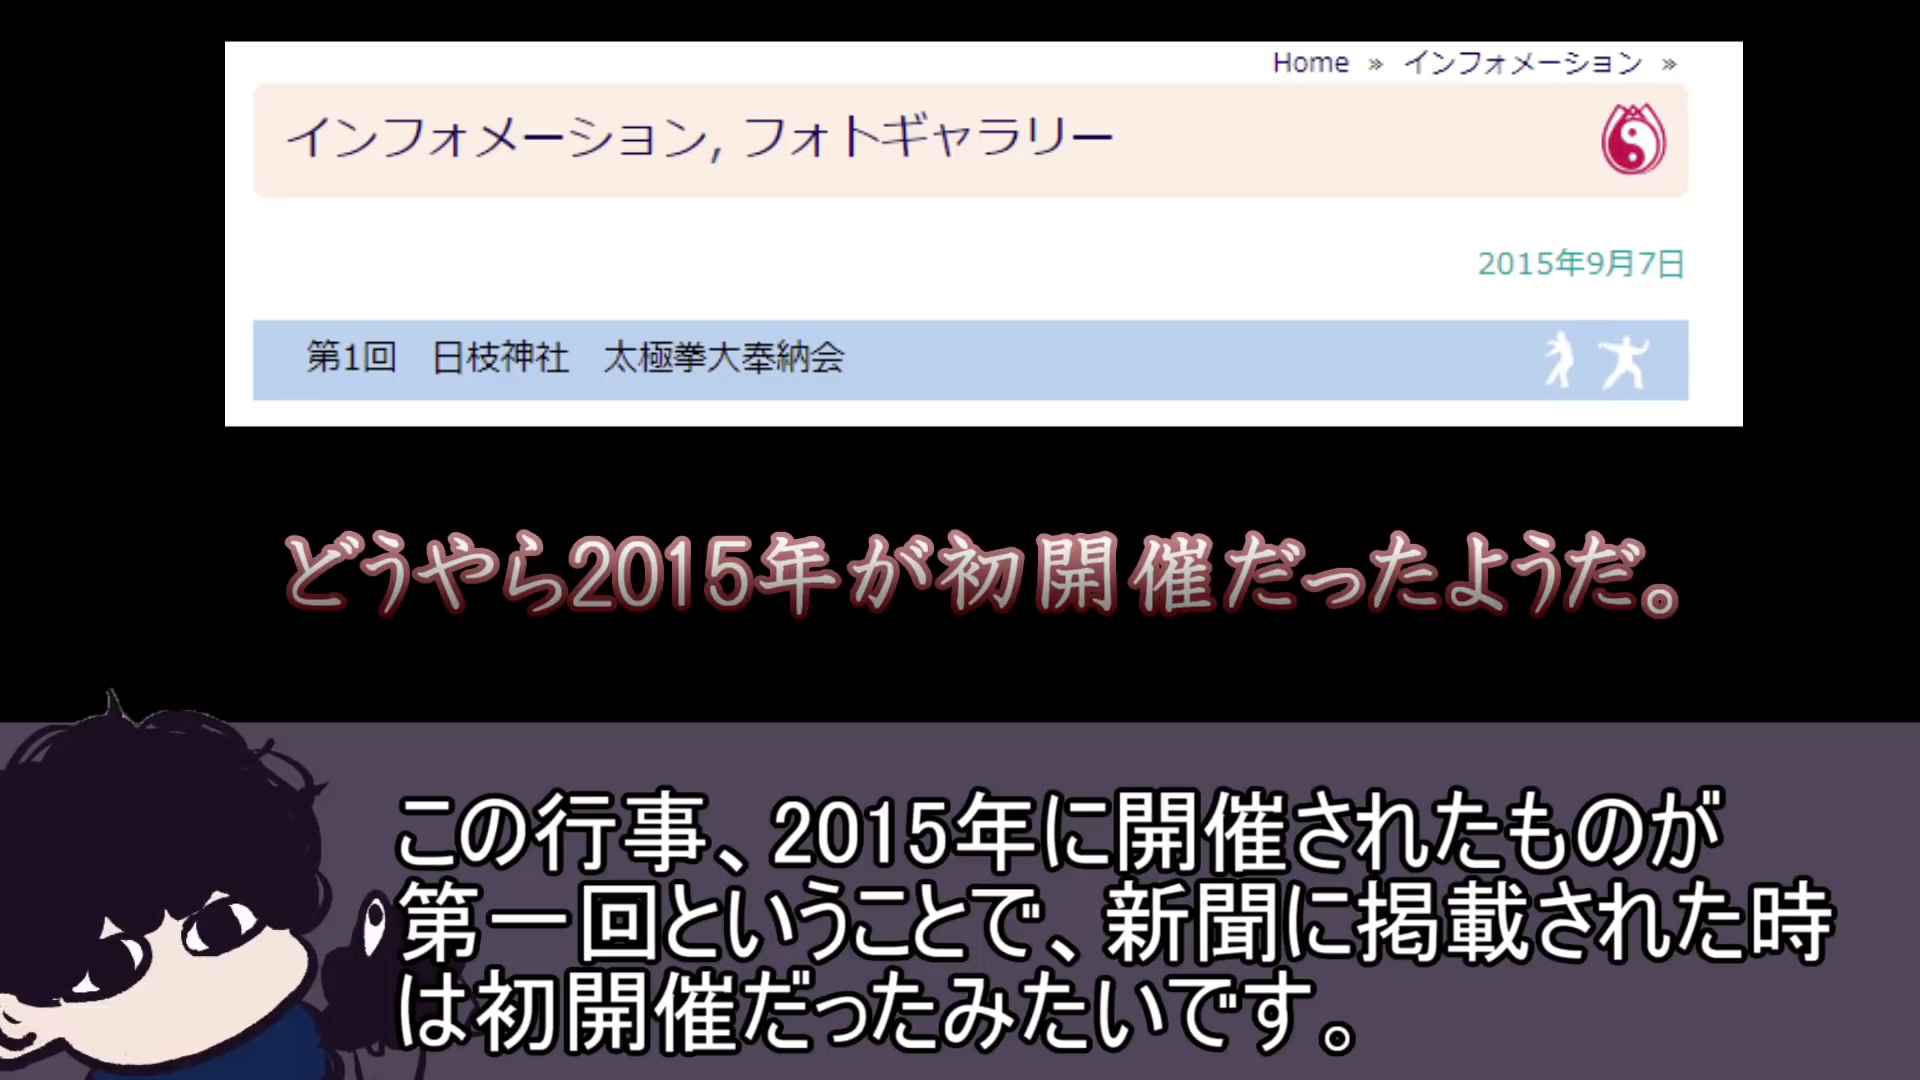 Home » インフォメーション »
インフォメーション, フォトギャラリー
2015年9月7日
第1回　日枝神社　太極拳大奉納会
どうやら2015年が初開催だったようだ。
この行事、2015年に開催されたものが
第一回ということで、新聞に掲載された時
は初開催だったみたいです。